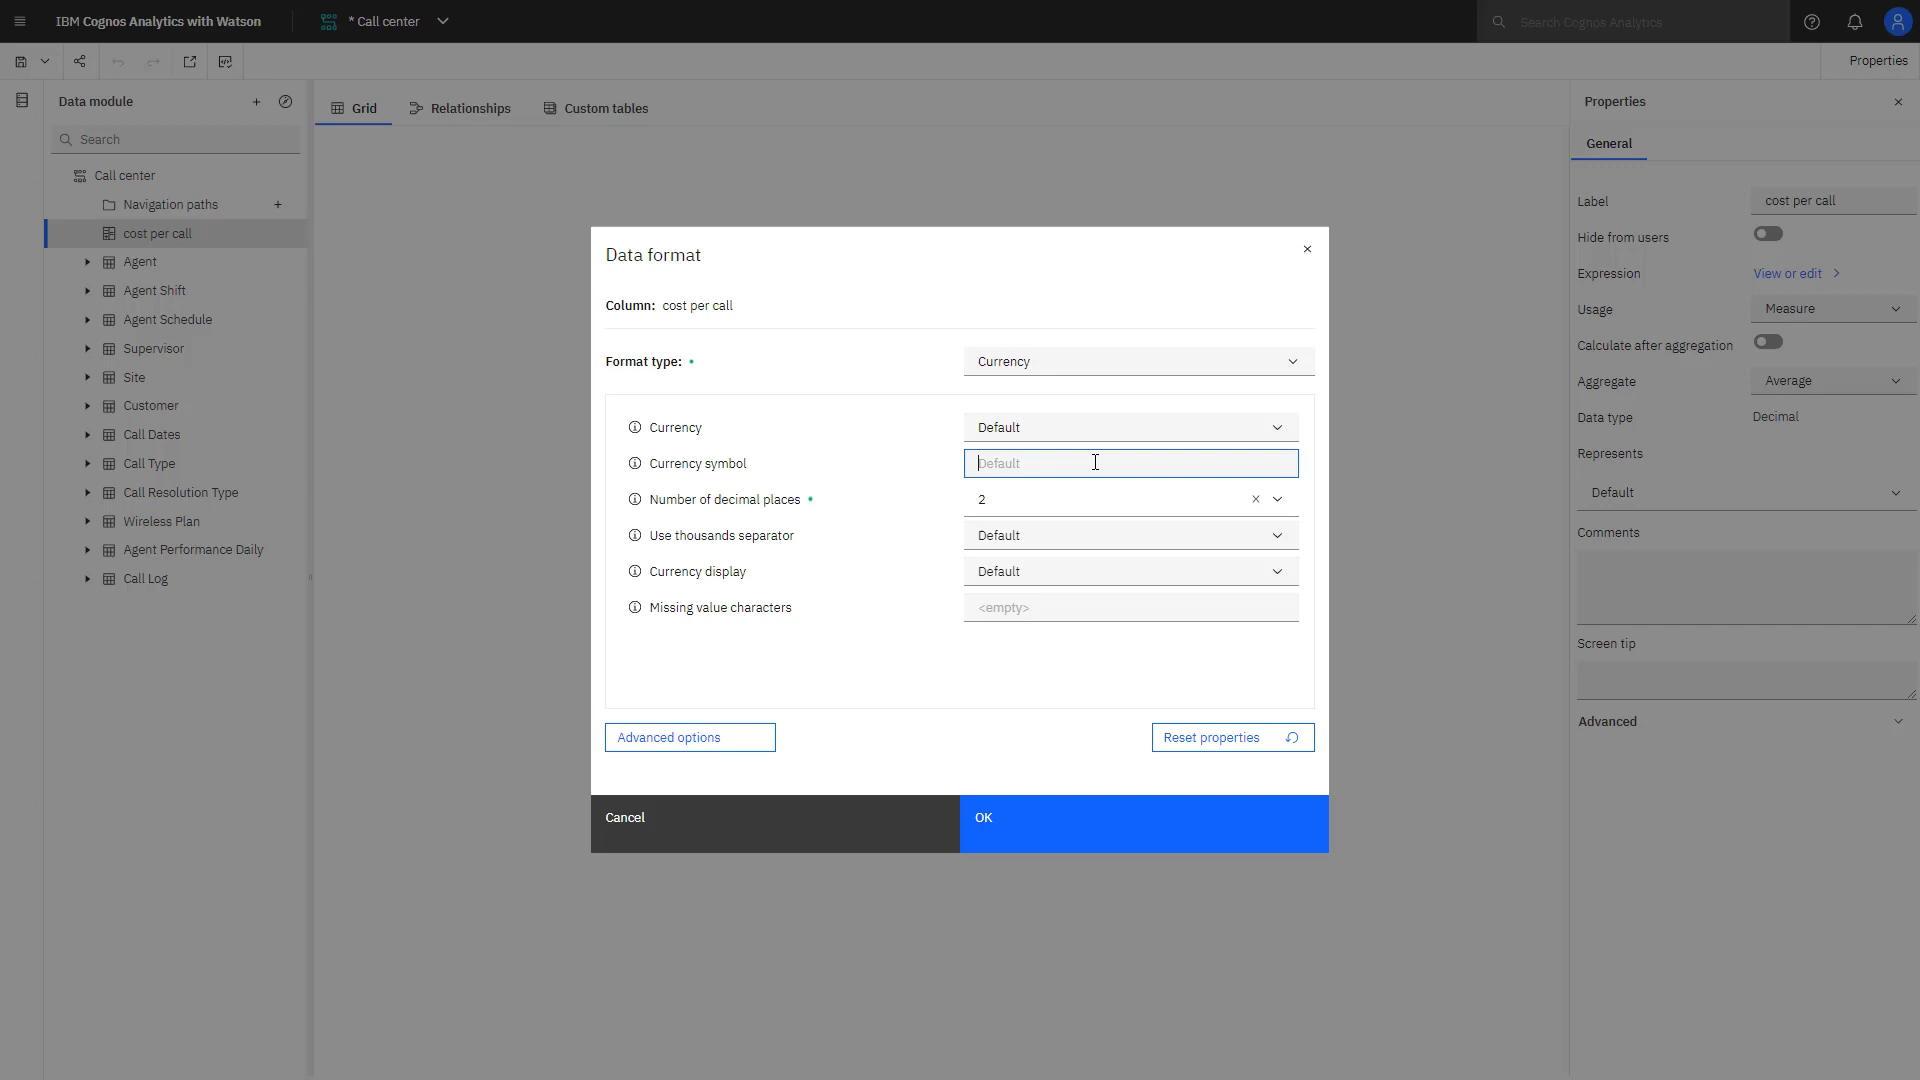 IBM Cognos Analytics with Watson
* Call center
Search Cognos Analytics
Properties
Data module
Search
Call center
Navigation paths
cost per call
Agent
Agent Shift
Agent Schedule
Supervisor
Site
Customer
Call Dates
Call Type
Call Resolution Type
Wireless Plan
Agent Performance Daily
Call Log
Grid
Relationships
Custom tables
Data format
Column: cost per call
Format type: Currency
Currency Default
Currency symbol Default
Number of decimal places 2
Use thousands separator Default
Currency display Default
Missing value characters <empty>
Advanced options
Reset properties
Cancel
OK
Properties
General
Label cost per call
Hide from users
Expression View or edit
Usage Measure
Calculate after aggregation
Aggregate Average
Data type Decimal
Represents
Default
Comments
Screen tip
Advanced